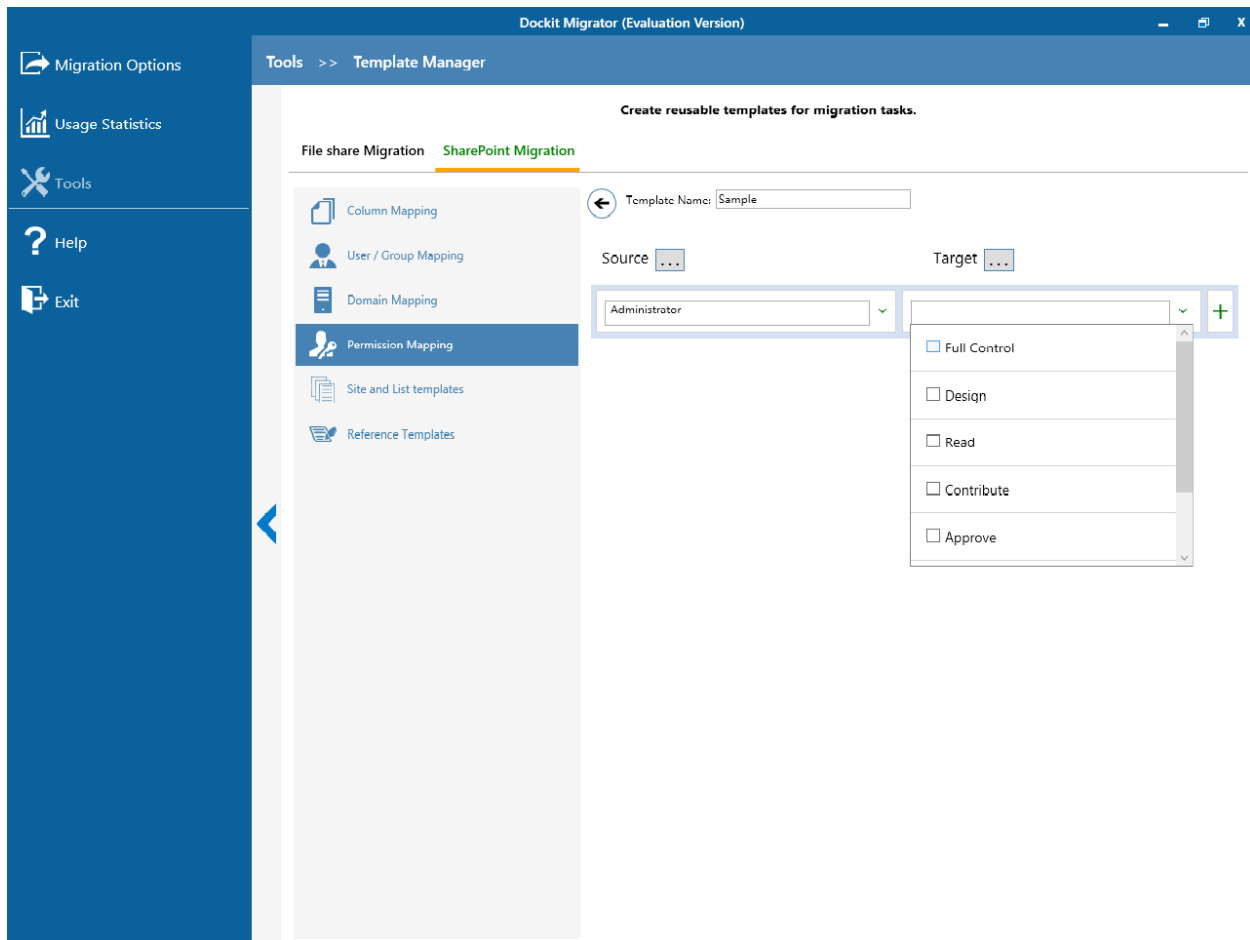 Dockit Migrator (Evaluation Version)
X
Migration Options
Usage Statistics
Tools
Help
Exit
Tools >> Template Manager
Create reusable templates for migration tasks.
File share Migration SharePoint Migration
Column Mapping
User / Group Mapping
Domain Mapping
Permission Mapping
Site and List templates
Reference Templates
Template Name: Sample
Source ... Target ...
Administrator
Full Control
Design
Read
Contribute
Approve